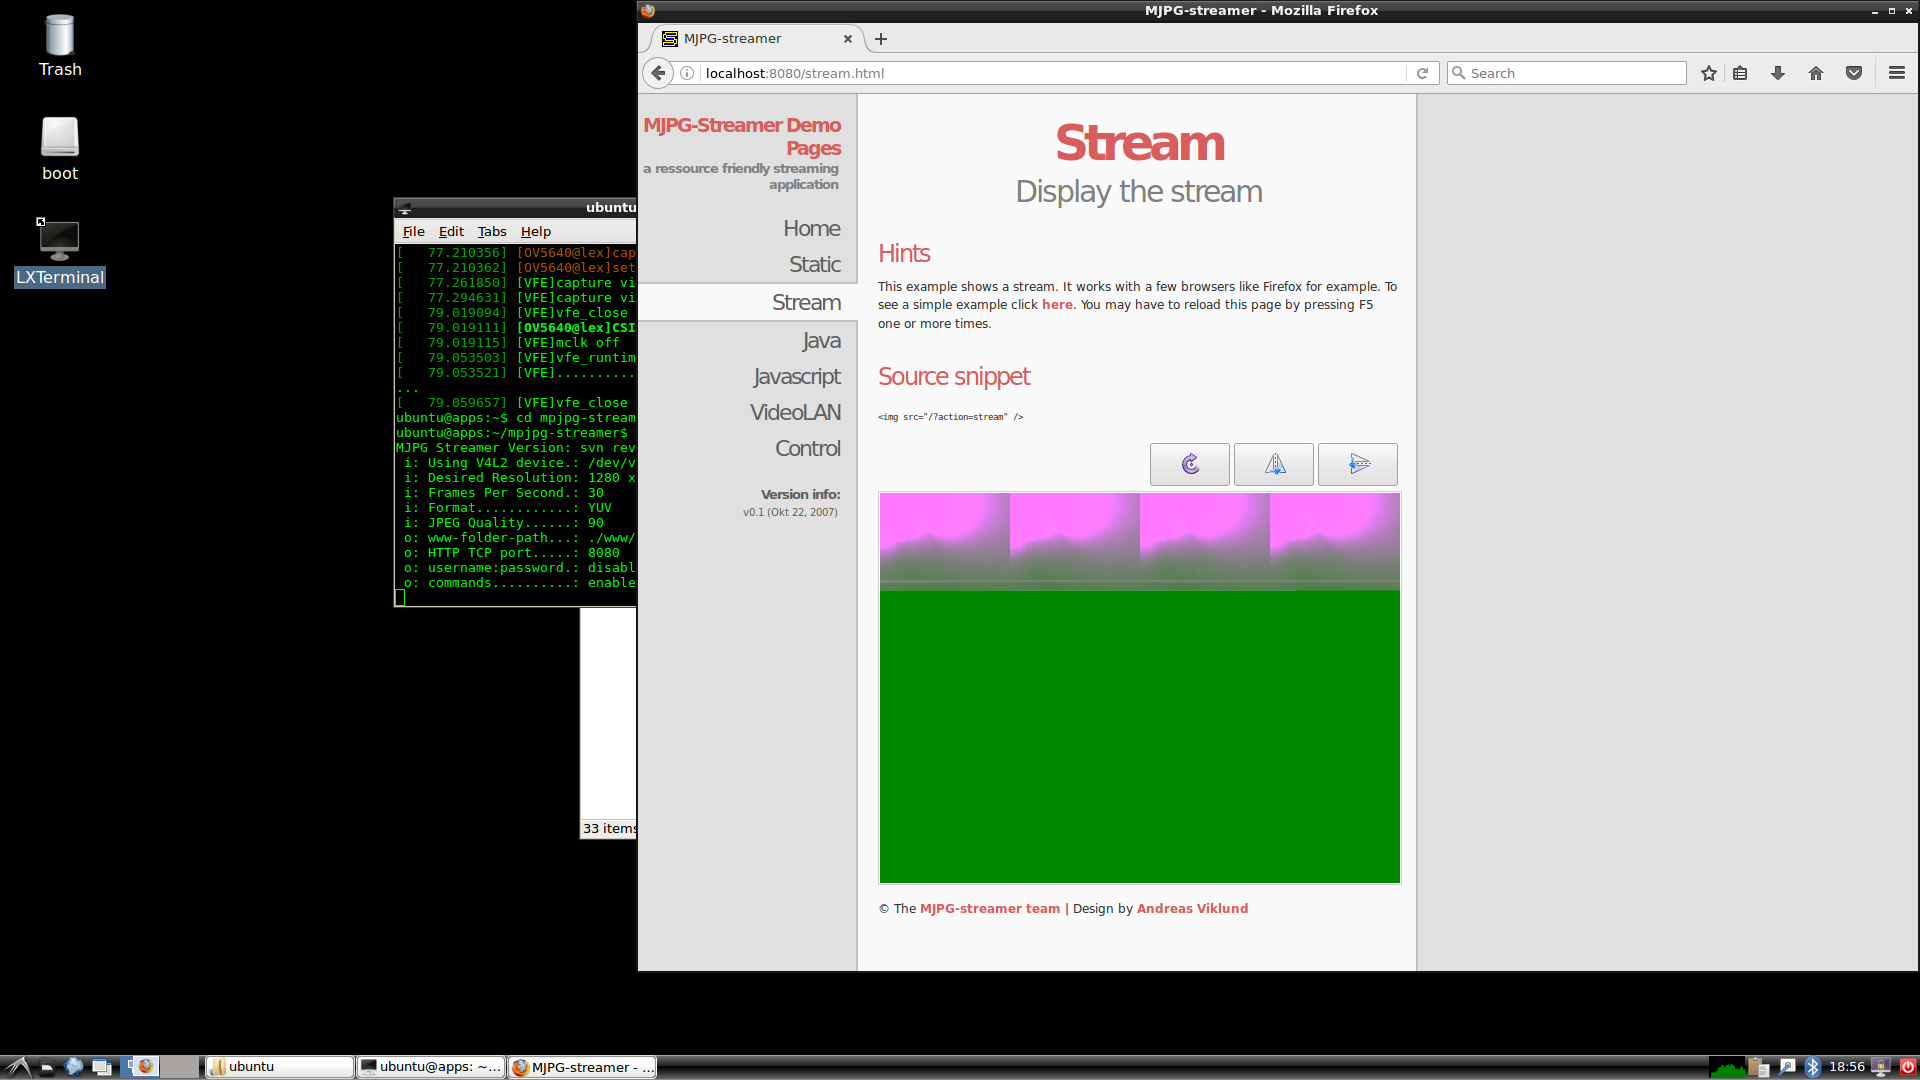 Trash
boot
LXTerminal
ubuntu
File Edit Tabs Help
[   77.210356] [OV5640@lex]cap
[   77.210362] [OV5640@lex]set
[   77.261850] [VFE]capture vi
[   77.294631] [VFE]capture vi
[   79.019094] [VFE]vfe_close
[   79.019111] [OV5640@lex]CSI
[   79.019115] [VFE]mclk off
[   79.053503] [VFE]vfe_runtim
[   79.053521] [VFE]..........
...
[   79.059657] [VFE]vfe_close
ubuntu@apps:~$ cd mpjpg-stream
ubuntu@apps:~/mpjpg-streamer$
MJPG Streamer Version: svn rev
i: Using V4L2 device.: /dev/v
i: Desired Resolution: 1280 x
i: Frames Per Second.: 30
i: Format............: YUV
i: JPEG Quality......: 90
o: www-folder-path...: ./www/
o: HTTP TCP port.....: 8080
o: username:password.: disabl
o: commands..........: enable
33 items
MJPG-streamer - Mozilla Firefox
MJPG-streamer
localhost:8080/stream.html
Search
MJPG-Streamer Demo
Pages
a ressource friendly streaming
application
Home
Static
Stream
Java
Javascript
VideoLAN
Control
Version info:
v0.1 (Okt 22, 2007)
Stream
Display the stream
Hints
This example shows a stream. It works with a few browsers like Firefox for example. To
see a simple example click here. You may have to reload this page by pressing F5
one or more times.
Source snippet
<img src="/?action=stream" />
© The MJPG-streamer team | Design by Andreas Viklund
ubuntu
ubuntu@apps: ~...
MJPG-streamer - ...
18:56